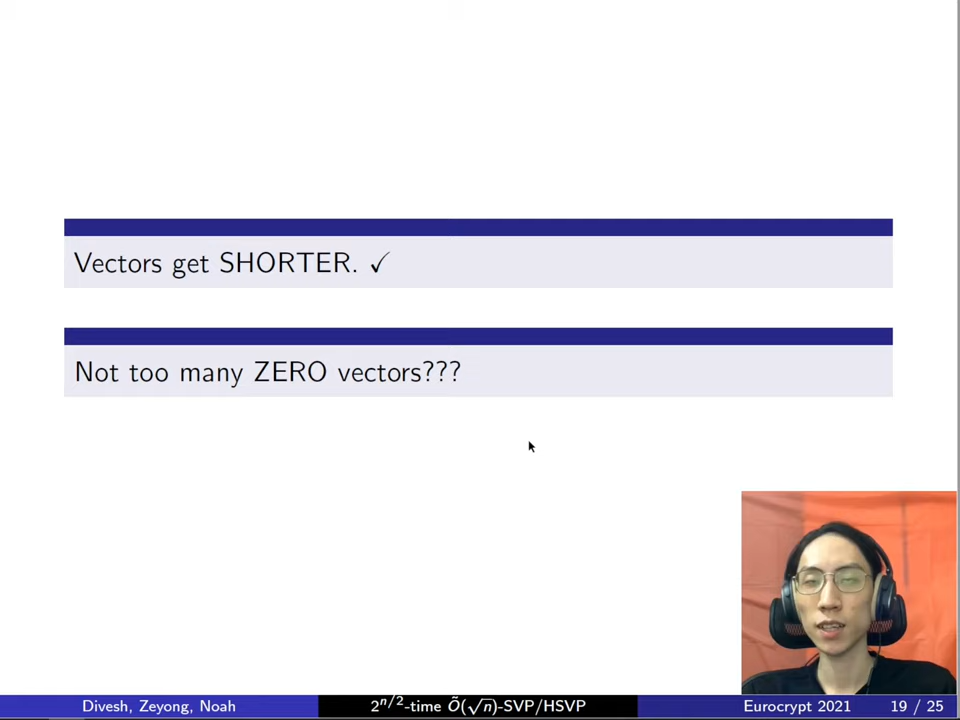 Vectors get SHORTER. ✓
Not too many ZERO vectors???
Divesh, Zeyong, Noah 2^{n/2}-time Õ(√n)-SVP/HSVP Eurocrypt 2021 19 / 25